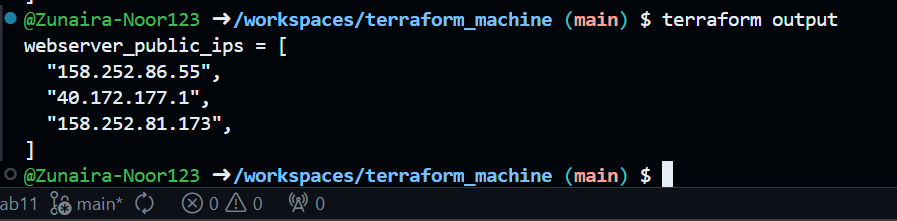 @Zunaira-Noor123 ➜/workspaces/terraform_machine (main) $ terraform output
webserver_public_ips = [
  "158.252.86.55",
  "40.172.177.1",
  "158.252.81.173",
]
@Zunaira-Noor123 ➜/workspaces/terraform_machine (main) $
ab11 main* 0 0 0